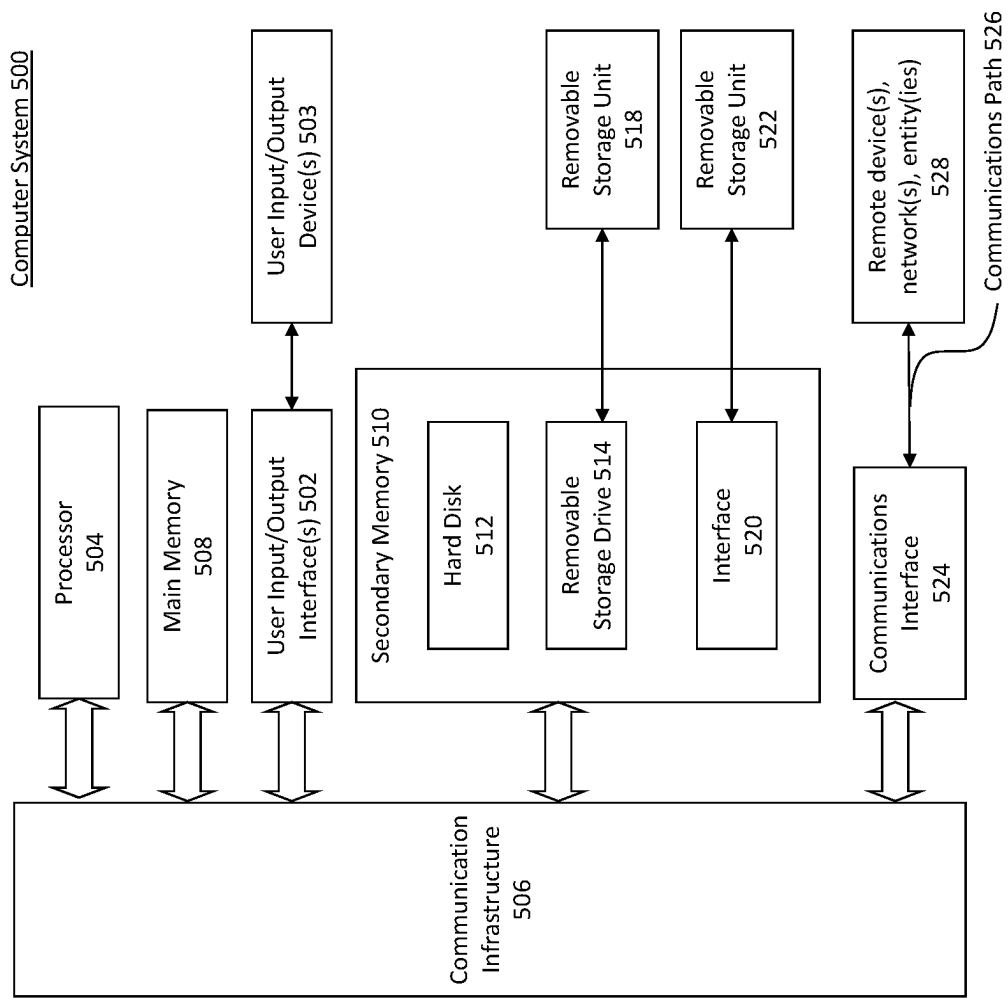 Computer System 500
Processor
504
Main Memory
508
User Input/Output
Interface(s) 502
User Input/Output
Device(s) 503
Communication
Infrastructure
506
Secondary Memory 510
Hard Disk
512
Removable
Storage Drive 514
Removable
Storage Unit
518
Interface
520
Removable
Storage Unit
522
Communications
Interface
524
Remote device(s),
network(s), entity(ies)
528
Communications Path 526